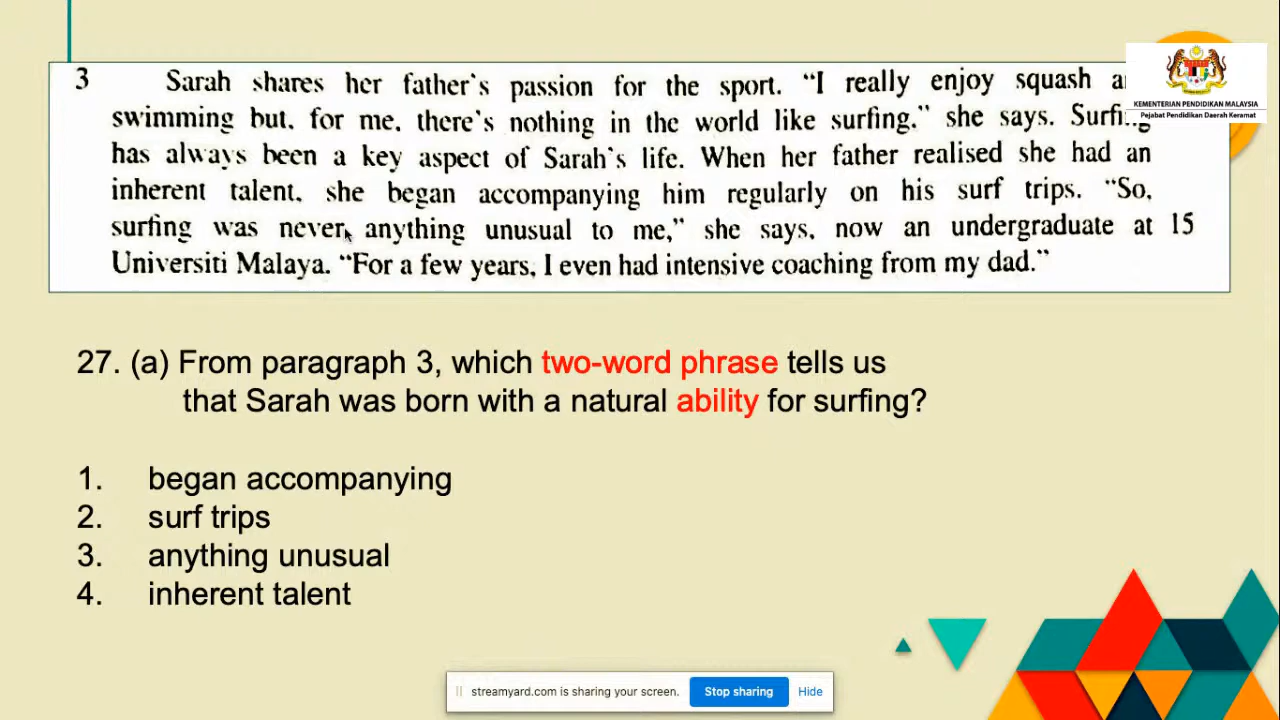 3 Sarah shares her father's passion for the sport. "I really enjoy squash
swimming but, for me, there's nothing in the world like surfing," she says. Surfing
has always been a key aspect of Sarah's life. When her father realised she had an
inherent talent, she began accompanying him regularly on his surf trips. "So,
surfing was never anything unusual to me," she says, now an undergraduate at 15
Universiti Malaya. "For a few years, I even had intensive coaching from my dad."
KEMENTERIAN PENDIDIKAN MALAYSIA
Pejabat Pendidikan Daerah Keramat
27. (a) From paragraph 3, which two-word phrase tells us
that Sarah was born with a natural ability for surfing?
1. began accompanying
2. surf trips
3. anything unusual
4. inherent talent
streamyard.com is sharing your screen. Stop sharing Hide